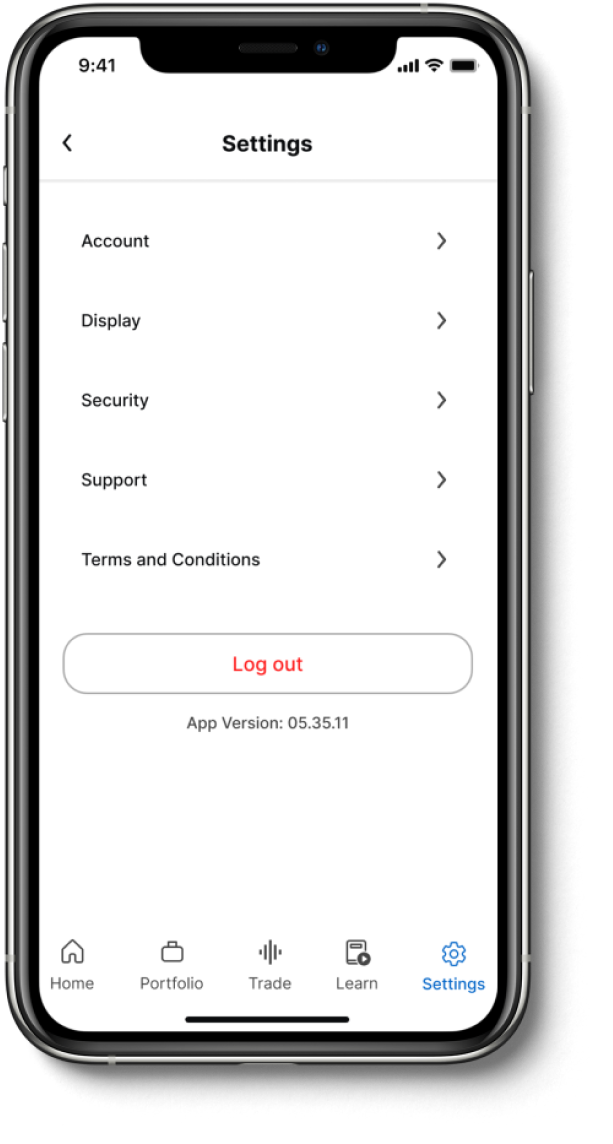 9:41
Settings
Account
Display
Security
Support
Terms and Conditions
Log out
App Version: 05.35.11
Home Portfolio Trade Learn Settings